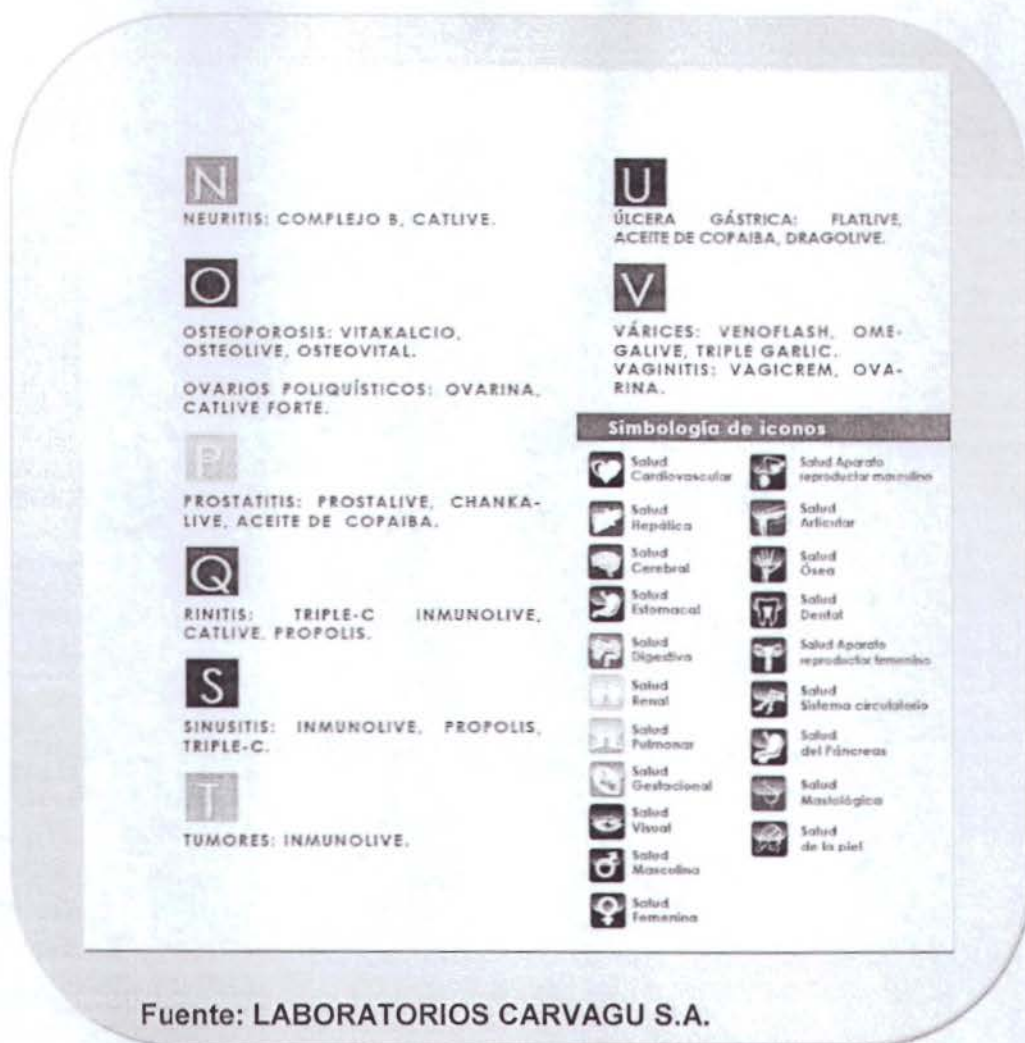 N
NEURITIS: COMPLEJO B, CATLIVE.
O
OSTEOPOROSIS: VITAKALCIO,
OSTEOLIVE, OSTEOVITAL.
OVARIOS POLIQUÍSTICOS: OVARINA,
CATLIVE FORTE.
P
PROSTATITIS: PROSTALIVE, CHANKA-
LIVE, ACEITE DE COPAIBA.
Q
RINITIS: TRIPLE-C INMUNOLIVE,
CATLIVE, PROPOLIS.
S
SINUSITIS: INMUNOLIVE, PROPOLIS,
TRIPLE-C.
T
TUMORES: INMUNOLIVE.
U
ÚLCERA GÁSTRICA: FLATLIVE,
ACEITE DE COPAIBA, DRAGOLIVE.
V
VÁRICES: VENOFLASH, OME-
GALIVE, TRIPLE GARLIC.
VAGINITIS: VAGICREM, OVA-
RINA.
Simbología de iconos
Salud
Cardiovascular
Salud
Hepática
Salud
Cerebral
Salud
Estomacal
Salud
Digestiva
Salud
Renal
Salud
Pulmonar
Salud
Gestacional
Salud
Visual
Salud
Masculina
Salud
Femenina
Salud Aparato
reproductor masculino
Salud
Articular
Salud
Ósea
Salud
Dental
Salud Aparato
reproductor femenino
Salud
Sistema circulatorio
Salud
del Páncreas
Salud
Mastológica
Salud
de la piel
Fuente: LABORATORIOS CARVAGU S.A.